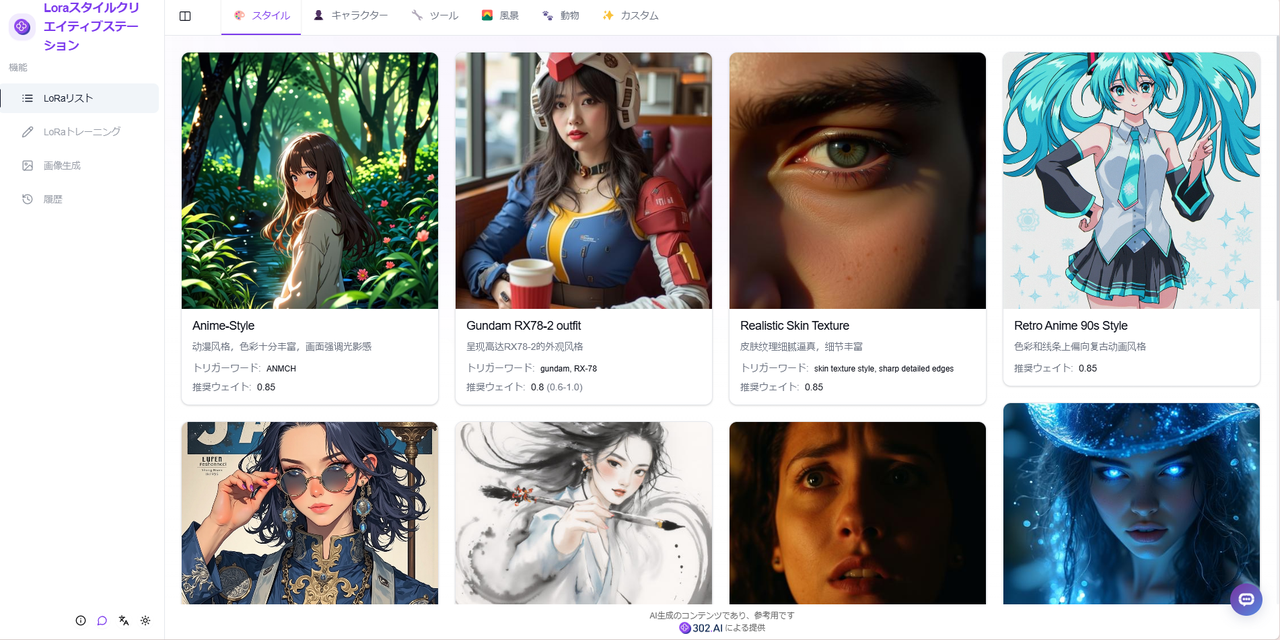 Loraスタイルクリ
エイティブステー
ション
機能
LoRaリスト
LoRaトレーニング
画像生成
履歴
スタイル
キャラクター
ツール
風景
動物
カスタム
Anime-Style
动漫风格，色彩十分丰富，画面强调光影感
トリガーワード: ANMCH
推奨ウェイト: 0.85
Gundam RX78-2 outfit
呈现高达RX78-2的外观风格
トリガーワード: gundam, RX-78
推奨ウェイト: 0.8 (0.6-1.0)
Realistic Skin Texture
皮肤纹理细腻逼真，细节丰富
トリガーワード: skin texture style, sharp detailed edges
推奨ウェイト: 0.85
Retro Anime 90s Style
色彩和线条上偏向复古动画风格
推奨ウェイト: 0.85
AI生成のコンテンツであり、参考用です
302.AI による提供